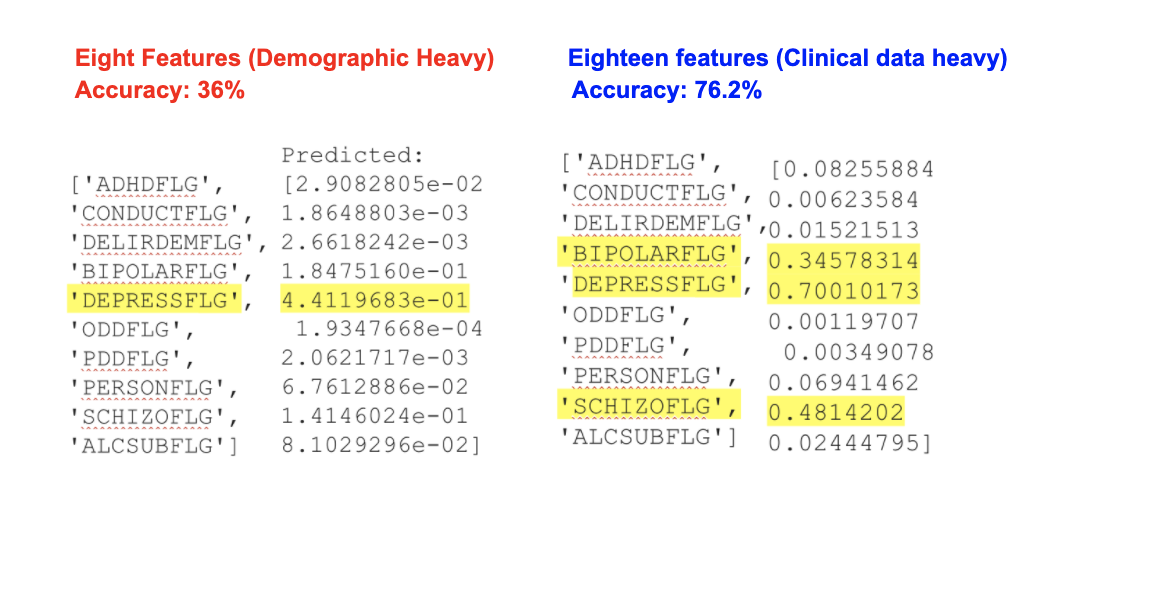 Eight Features (Demographic Heavy)
Accuracy: 36%
Predicted:
['ADHDFLG', [2.9082805e-02
'CONDUCTFLG', 1.8648803e-03
'DELIRDEMFLG', 2.6618242e-03
'BIPOLARFLG', 1.8475160e-01
'DEPRESSFLG', 4.4119683e-01
'ODDFLG', 1.9347668e-04
'PDDFLG', 2.0621717e-03
'PERSONFLG', 6.7612886e-02
'SCHIZOFLG', 1.4146024e-01
'ALCSUBFLG'] 8.1029296e-02]
Eighteen features (Clinical data heavy)
Accuracy: 76.2%
['ADHDFLG', [0.08255884
'CONDUCTFLG', 0.00623584
'DELIRDEMFLG', 0.01521513
'BIPOLARFLG', 0.34578314
'DEPRESSFLG', 0.70010173
'ODDFLG', 0.00119707
'PDDFLG', 0.00349078
'PERSONFLG', 0.06941462
'SCHIZOFLG', 0.4814202
'ALCSUBFLG'] 0.02444795]